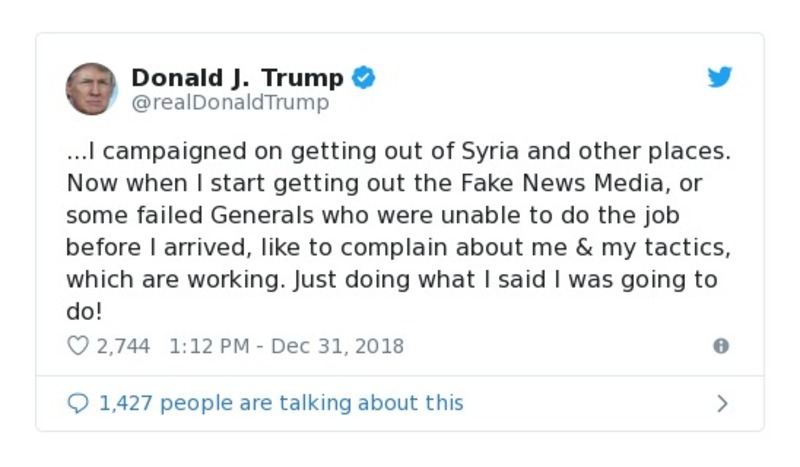 Donald J. Trump
@realDonaldTrump
...I campaigned on getting out of Syria and other places.
Now when I start getting out the Fake News Media, or
some failed Generals who were unable to do the job
before I arrived, like to complain about me & my tactics,
which are working. Just doing what I said I was going to
do!
2,744 1:12 PM - Dec 31, 2018
1,427 people are talking about this